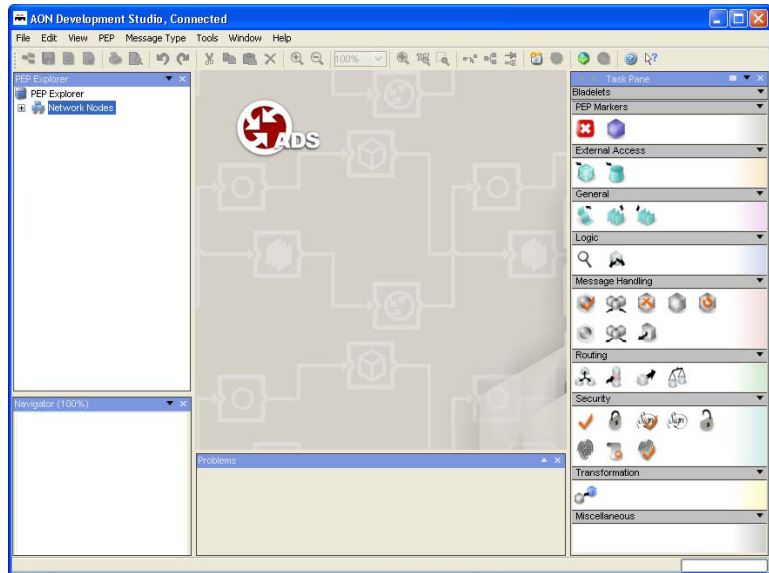 AON Development Studio, Connected
File Edit View PEP Message Type Tools Window Help
100%
PEP Explorer
PEP Explorer
Network Nodes
ADS
Navigator (100%)
Problems
Task Pane
Bladelets
PEP Markers
External Access
General
Logic
Message Handling
Routing
Security
Sign
Sign
Transformation
Miscellaneous